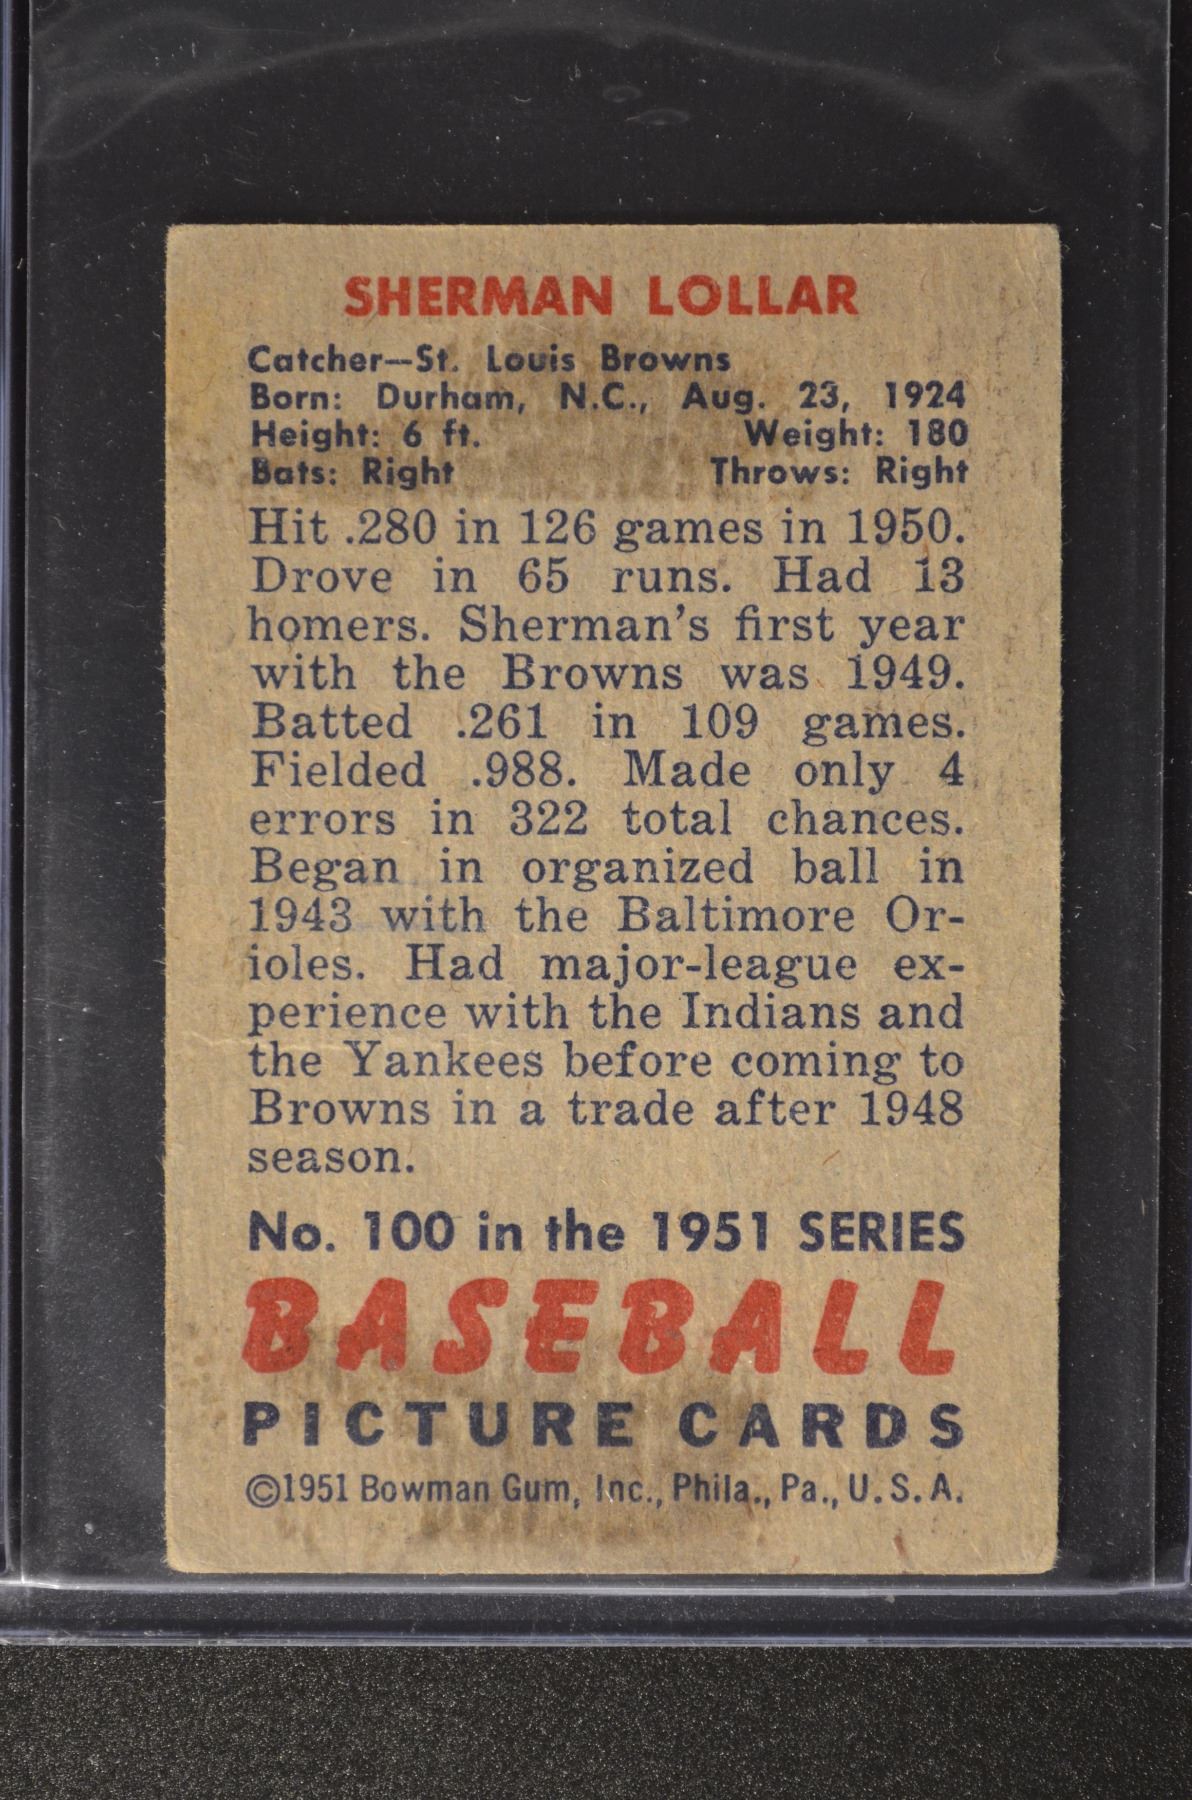 SHERMAN LOLLAR
Catcher—St. Louis Browns
Born: Durham, N.C., Aug. 23, 1924
Height: 6 ft. Weight: 180
Bats: Right Throws: Right
Hit .280 in 126 games in 1950.
Drove in 65 runs. Had 13
homers. Sherman's first year
with the Browns was 1949.
Batted .261 in 109 games.
Fielded .988. Made only 4
errors in 322 total chances.
Began in organized ball in
1943 with the Baltimore Or-
ioles. Had major-league ex-
perience with the Indians and
the Yankees before coming to
Browns in a trade after 1948
season.
No. 100 in the 1951 SERIES
BASEBALL
PICTURE CARDS
©1951 Bowman Gum, Inc., Phila., Pa., U.S.A.